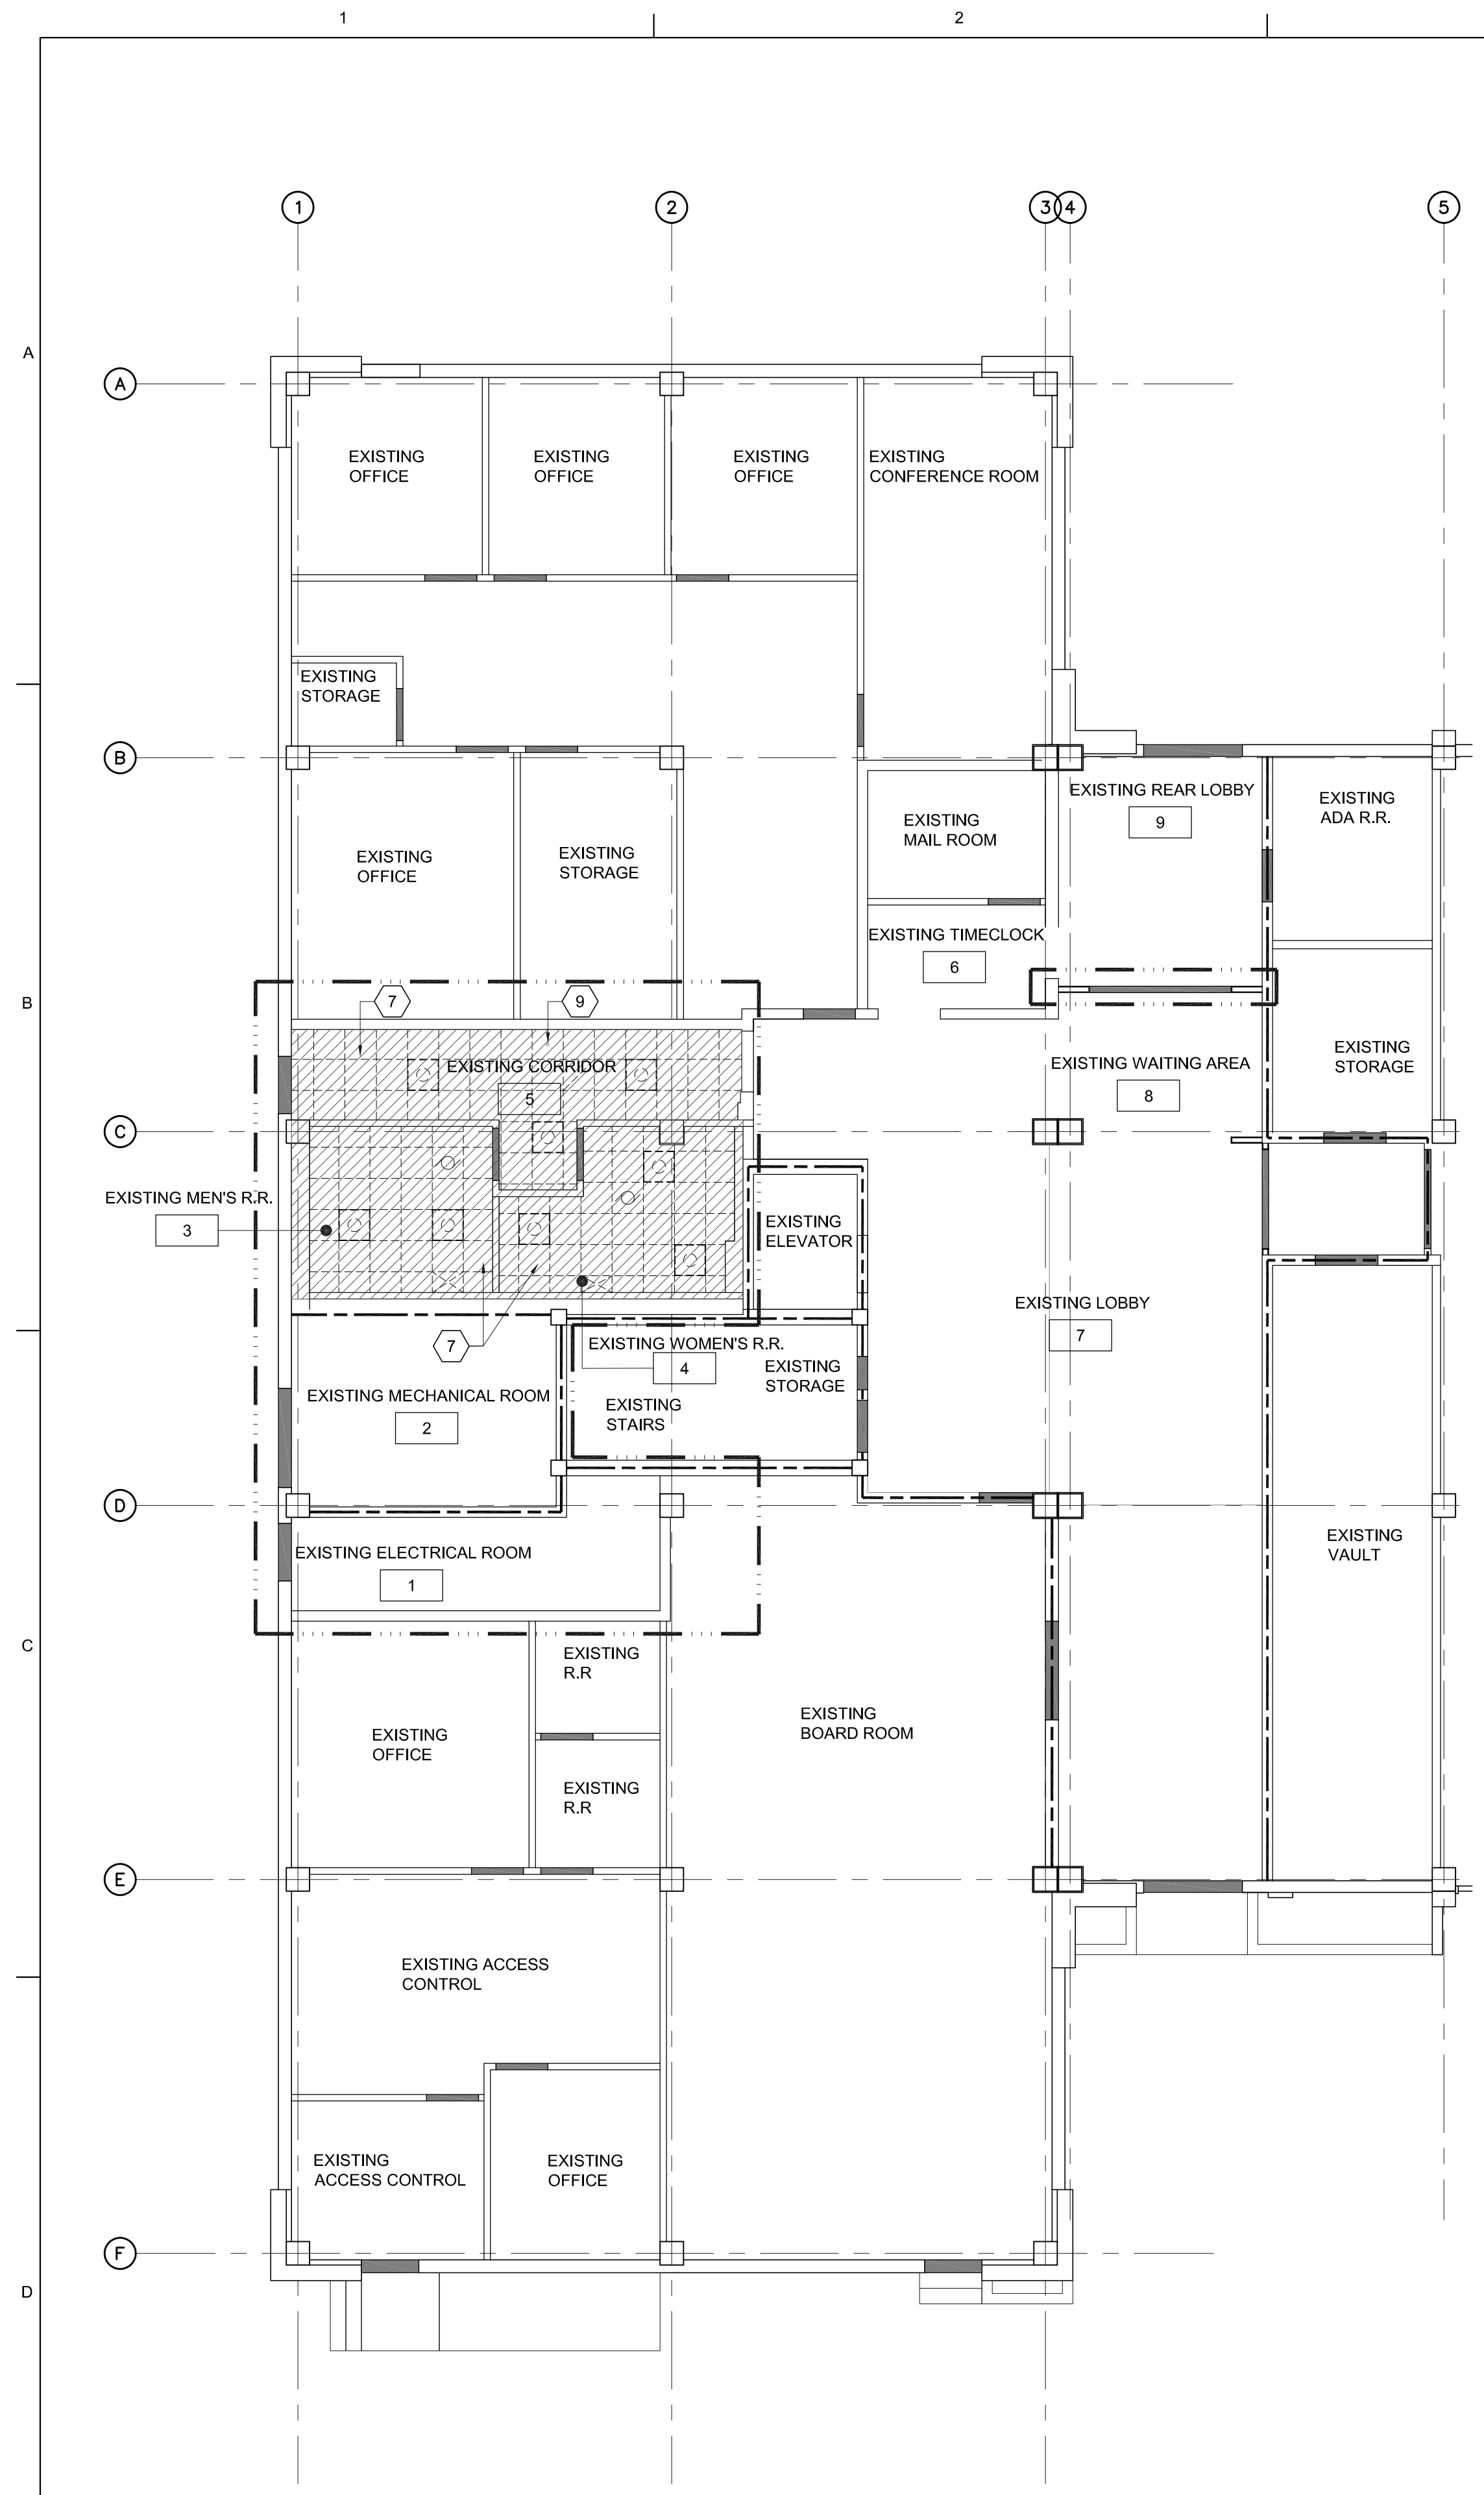 1
2
1
2
3
4
5
A
A
EXISTING
OFFICE
EXISTING
OFFICE
EXISTING
OFFICE
EXISTING
CONFERENCE ROOM
EXISTING
STORAGE
B
EXISTING REAR LOBBY
9
EXISTING
ADA R.R.
EXISTING
MAIL ROOM
EXISTING
OFFICE
EXISTING
STORAGE
EXISTING TIMECLOCK
6
B
7
9
EXISTING CORRIDOR
5
EXISTING WAITING AREA
8
EXISTING
STORAGE
C
EXISTING MEN'S R.R.
3
EXISTING
ELEVATOR
EXISTING LOBBY
7
7
EXISTING WOMEN'S R.R.
4
EXISTING
STORAGE
EXISTING MECHANICAL ROOM
2
EXISTING
STAIRS
D
EXISTING ELECTRICAL ROOM
1
EXISTING
VAULT
C
EXISTING
R.R
EXISTING
OFFICE
EXISTING
BOARD ROOM
EXISTING
R.R
E
EXISTING ACCESS
CONTROL
EXISTING
ACCESS CONTROL
EXISTING
OFFICE
F
D